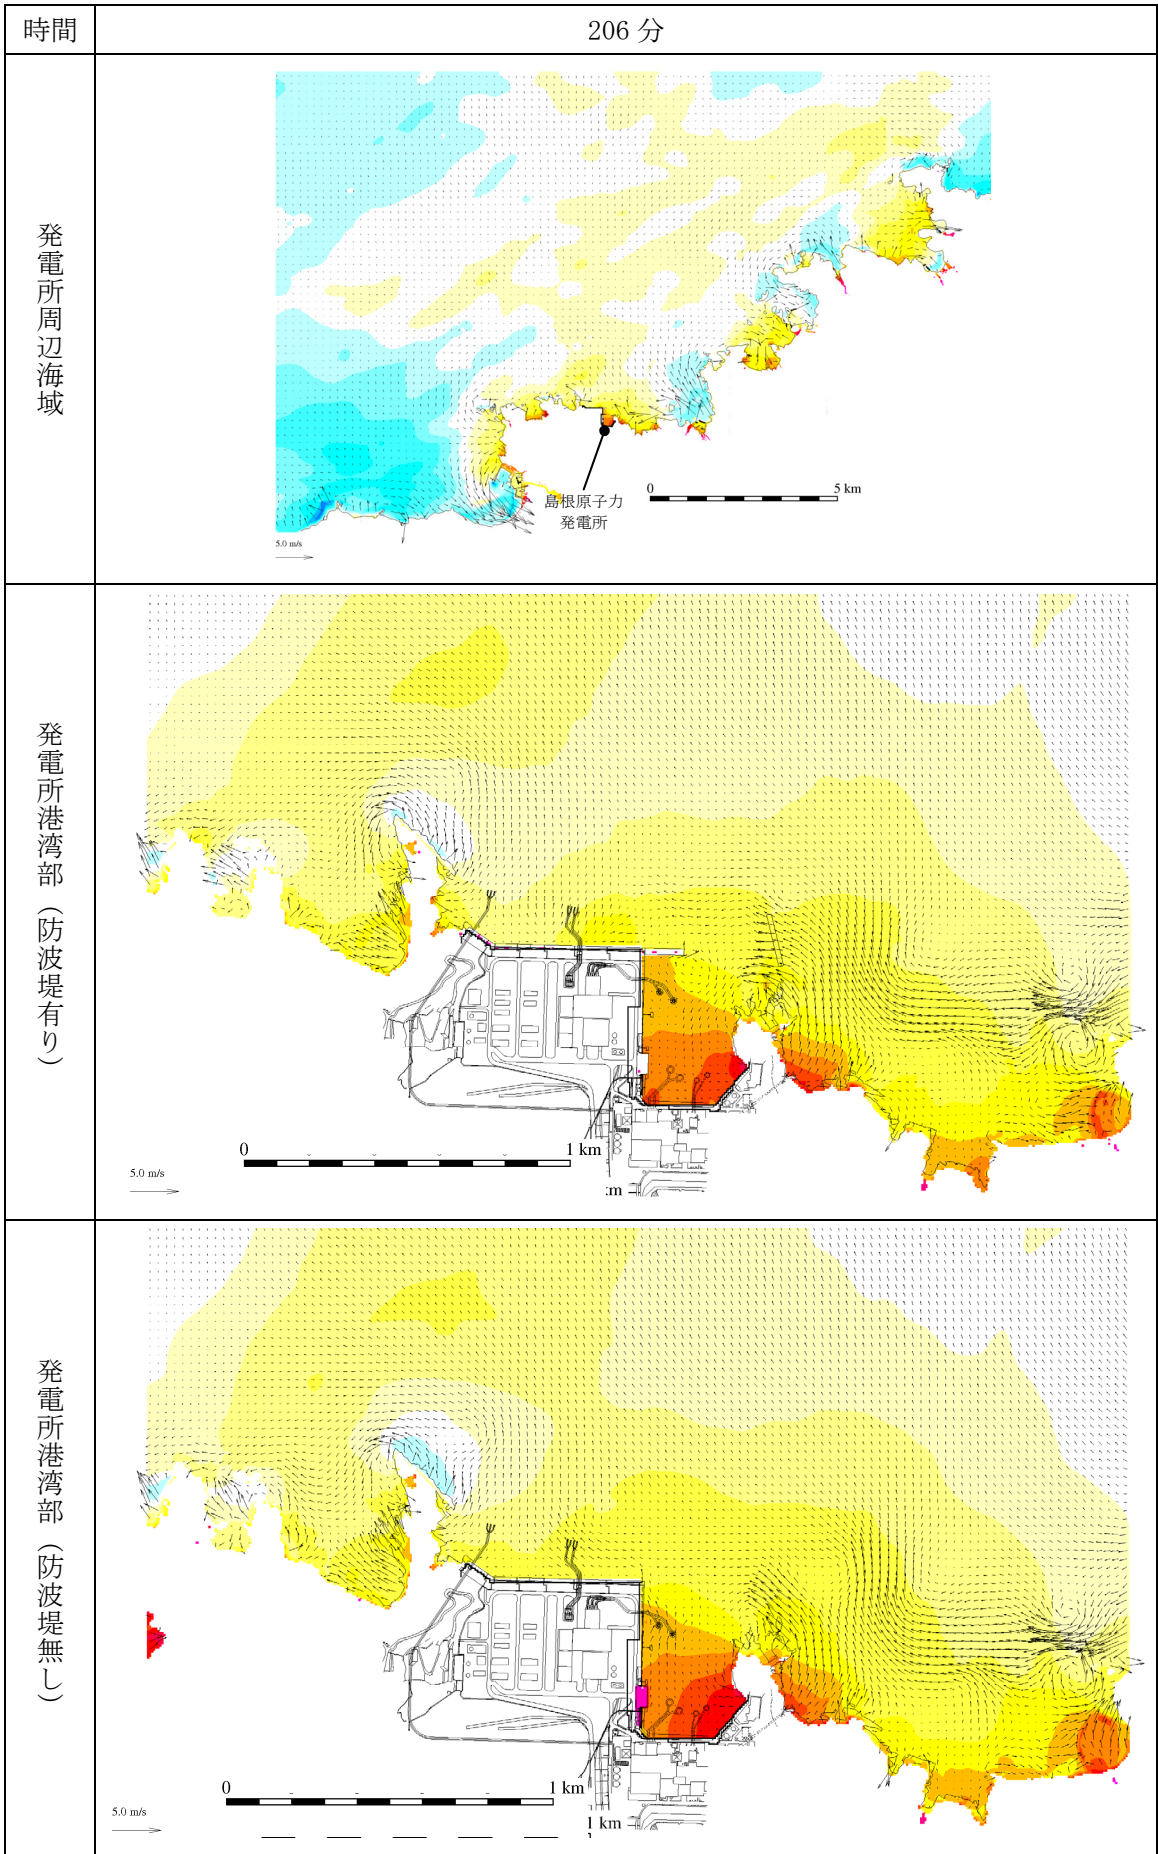 時間
206 分
発電所周辺海域
島根原子力
発電所
0
5 km
5.0 m/s
発電所港湾部（防波堤有り）
0
1 km
5.0 m/s
:m
発電所港湾部（防波堤無し）
0
1 km
5.0 m/s
1 km